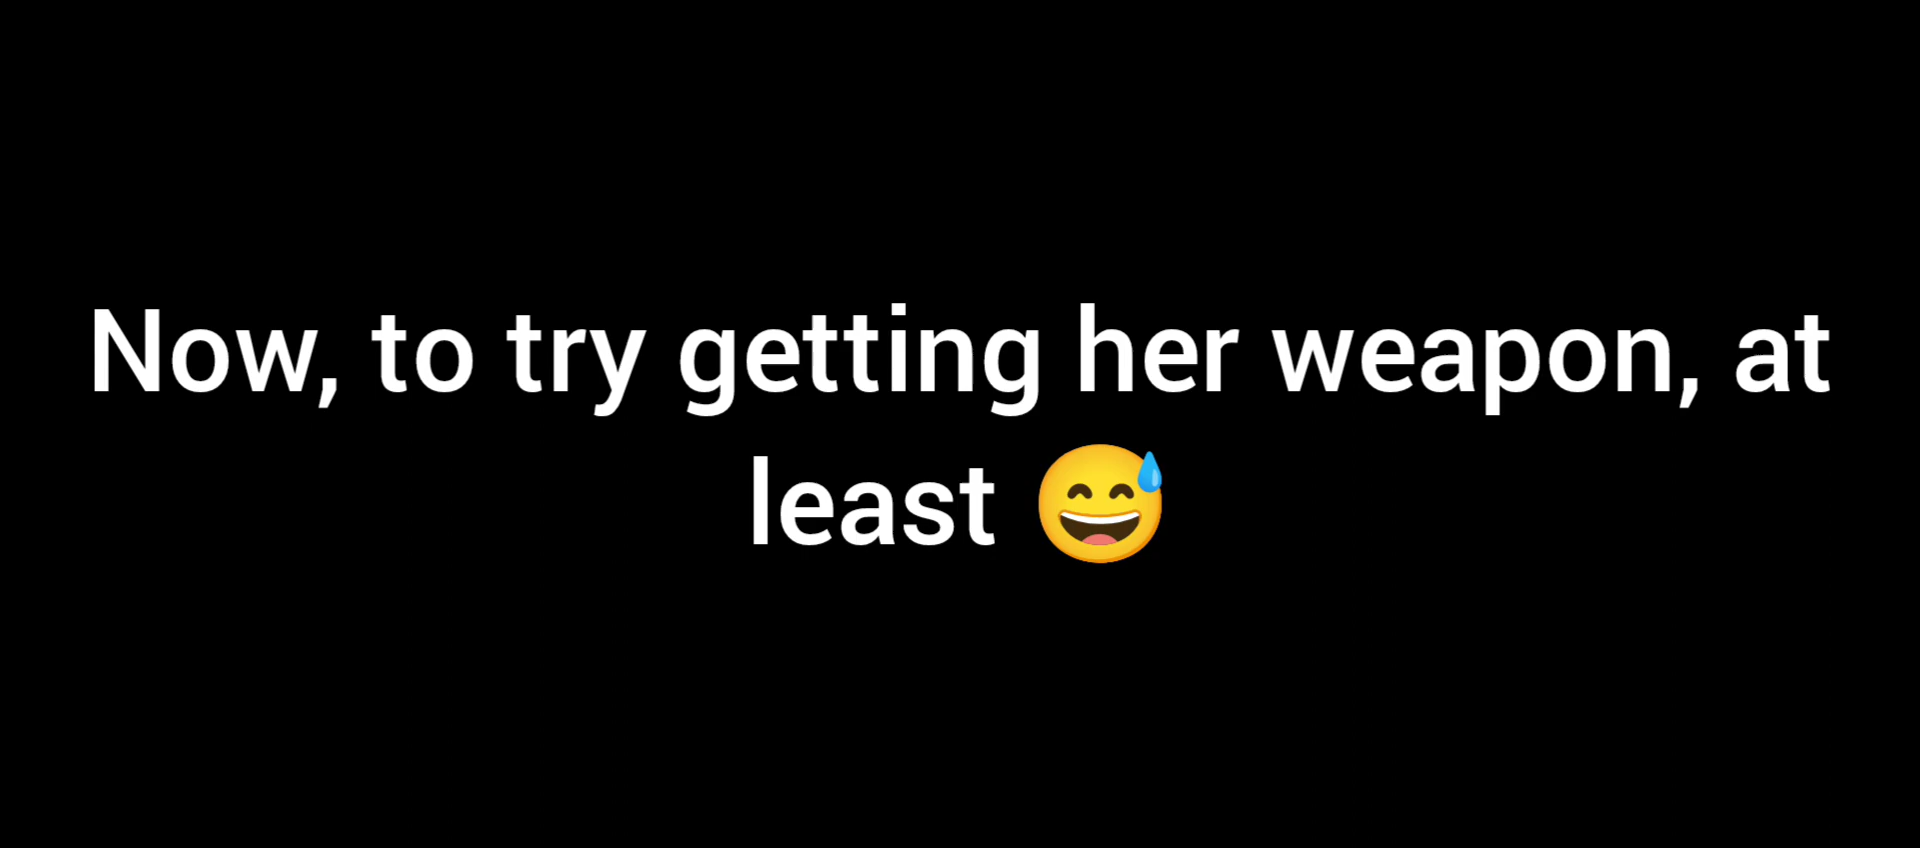 Now, to try getting her weapon, at
least 😅